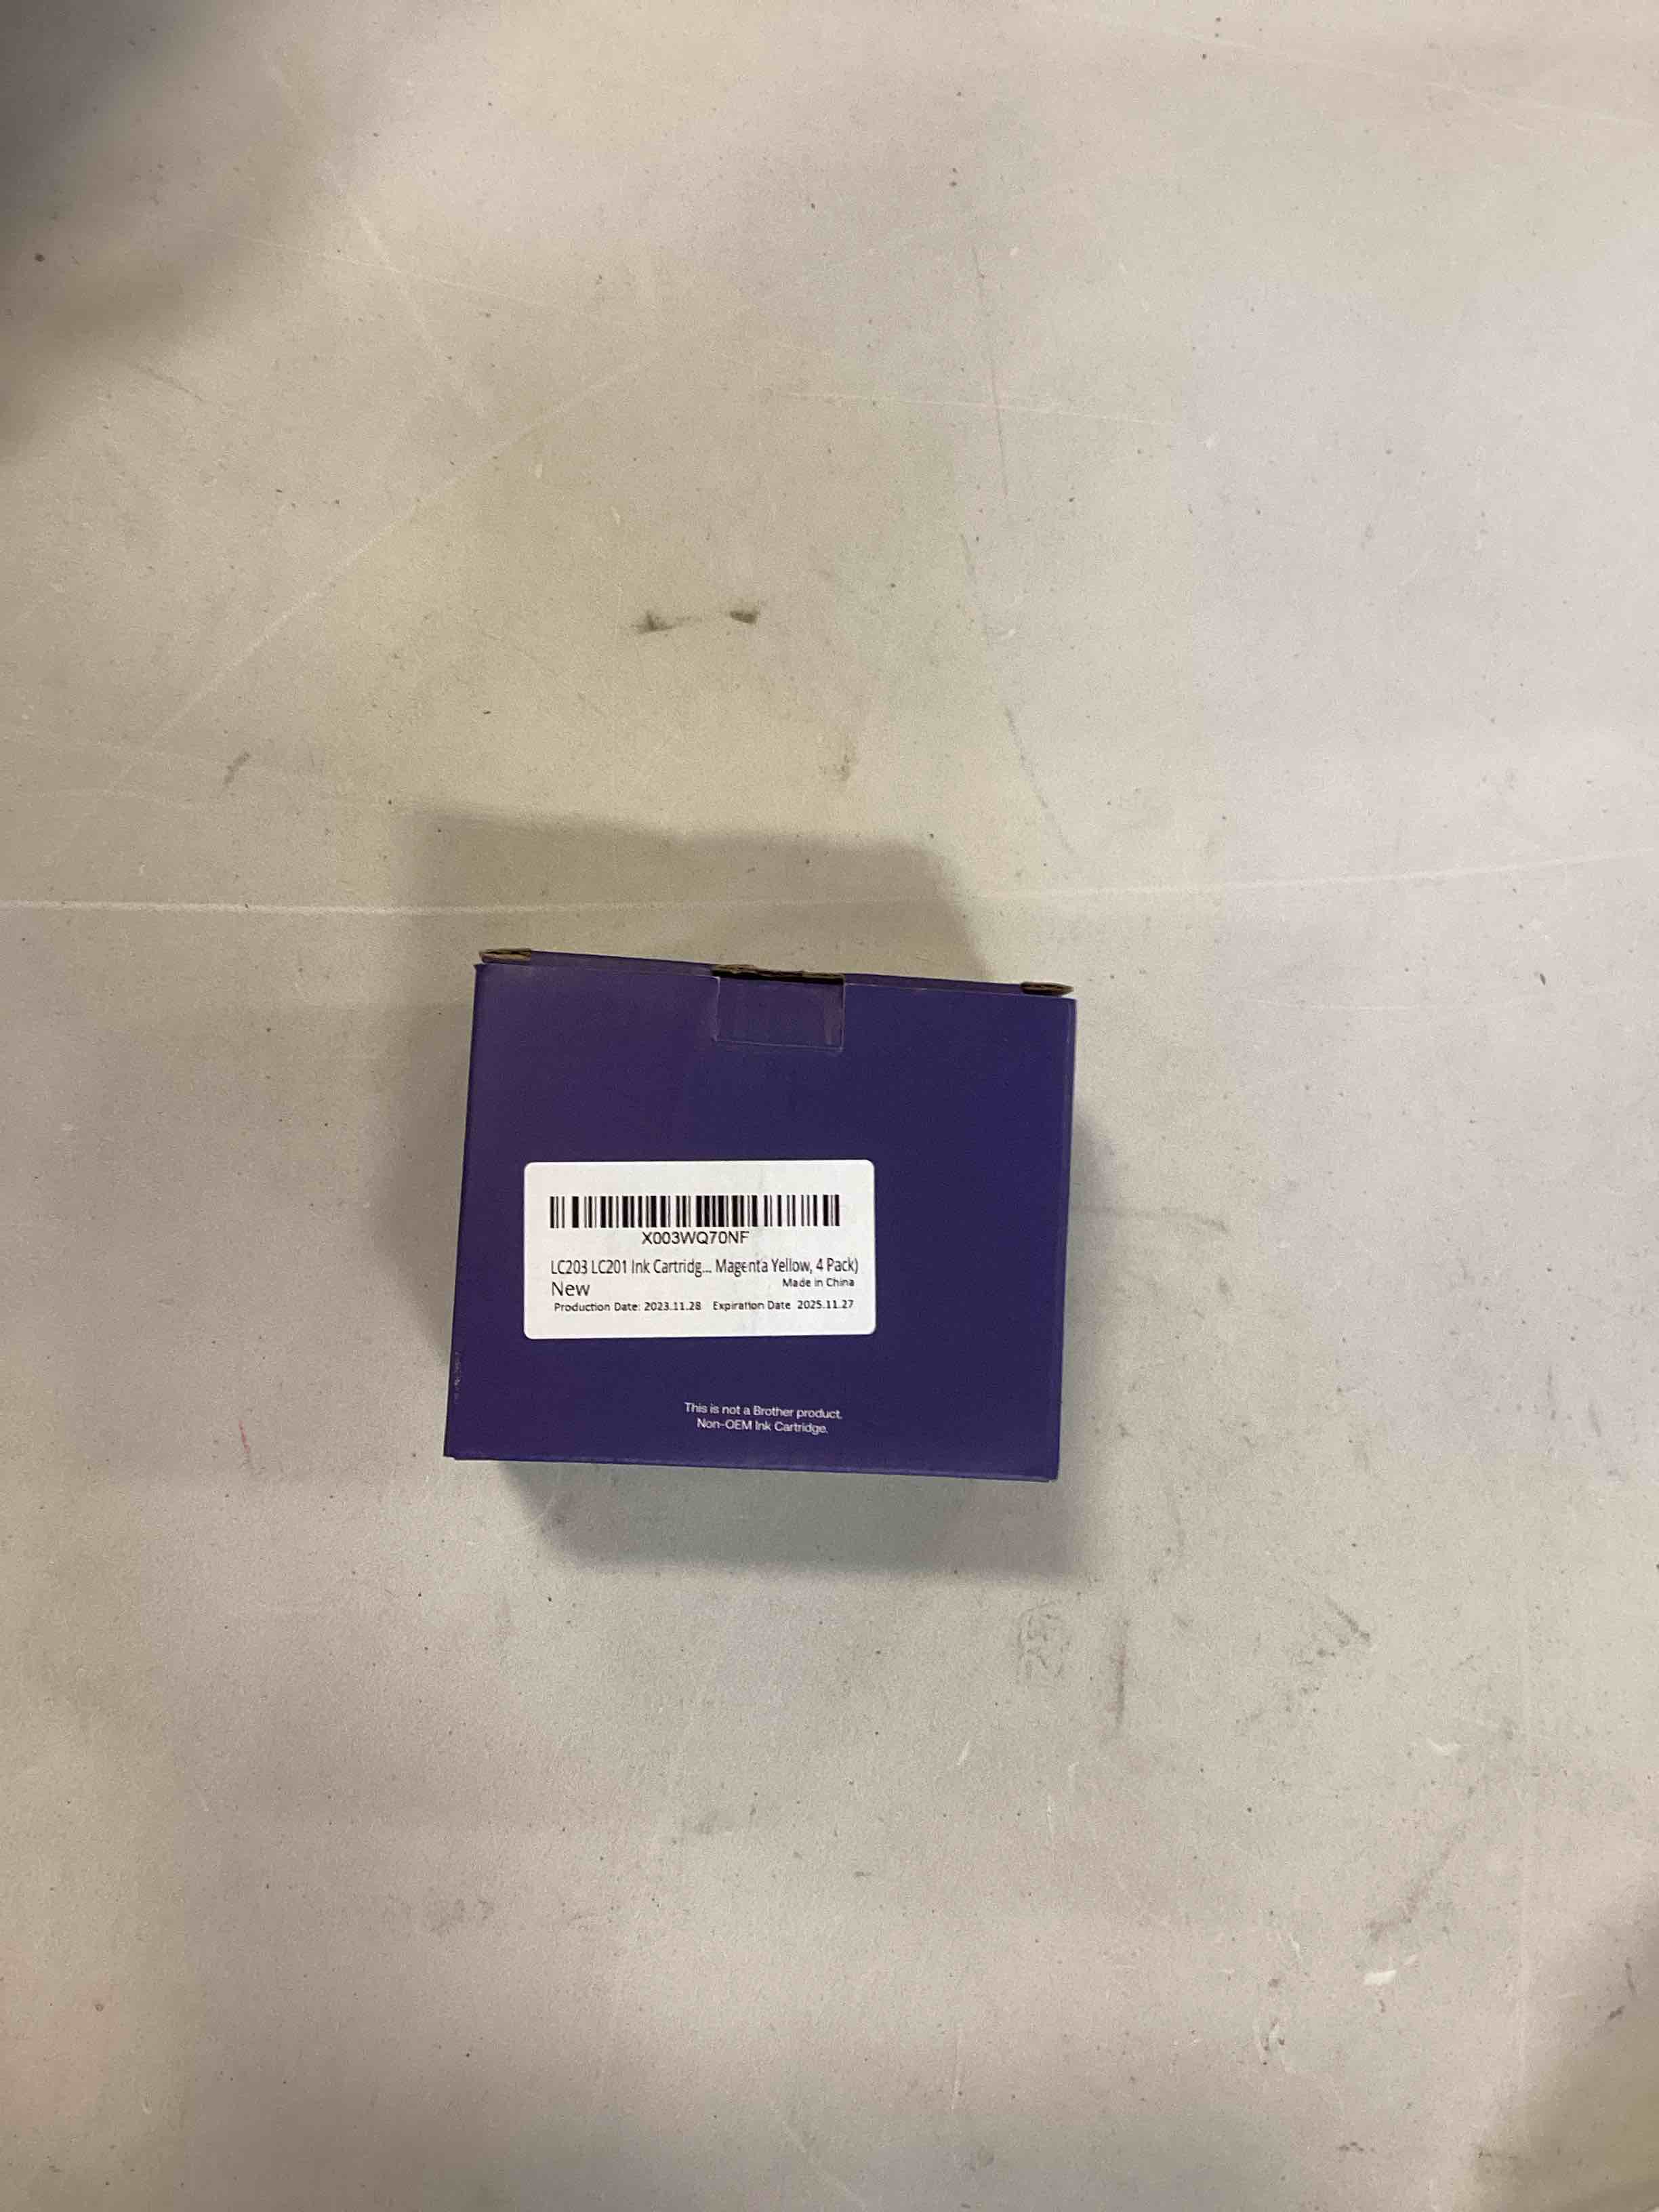 X003WQ70NF
LC203 LC201 Ink Cartridg... Magenta Yellow, 4 Pack)
New
Made in China
Production Date: 2023.11.28 Expiration Date 2025.11.27
This is not a Brother product.
Non-OEM Ink Cartridge.